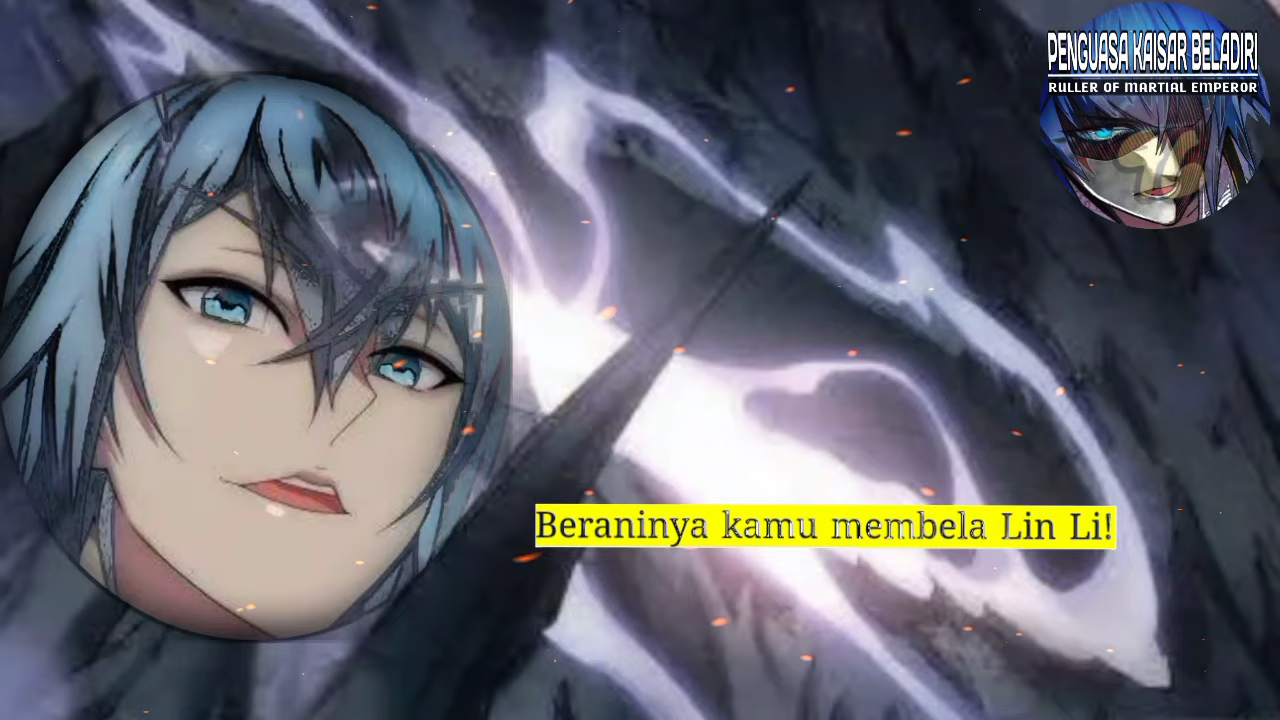 PENGUASA KAISAR BELADIRI
RULLER OF MARTIAL EMPEROR
Beraninya kamu membela Lin Li!